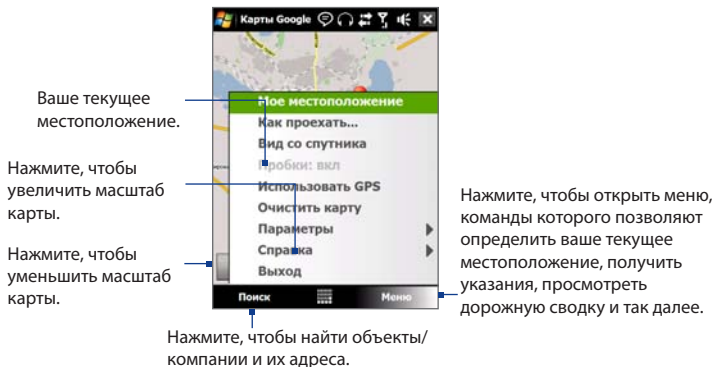 Карты Google
Ваше текущее
местоположение.
Нажмите, чтобы
увеличить масштаб
карты.
Нажмите, чтобы
уменьшить масштаб
карты.
Мое местоположение
Как проехать...
Вид со спутника
Пробки: вкл
Использовать GPS
Очистить карту
Параметры
Справка
Выход
Поиск
Меню
Нажмите, чтобы открыть меню,
команды которого позволяют
определить ваше текущее
местоположение, получить
указания, просмотреть
дорожную сводку и так далее.
Нажмите, чтобы найти объекты/
компании и их адреса.